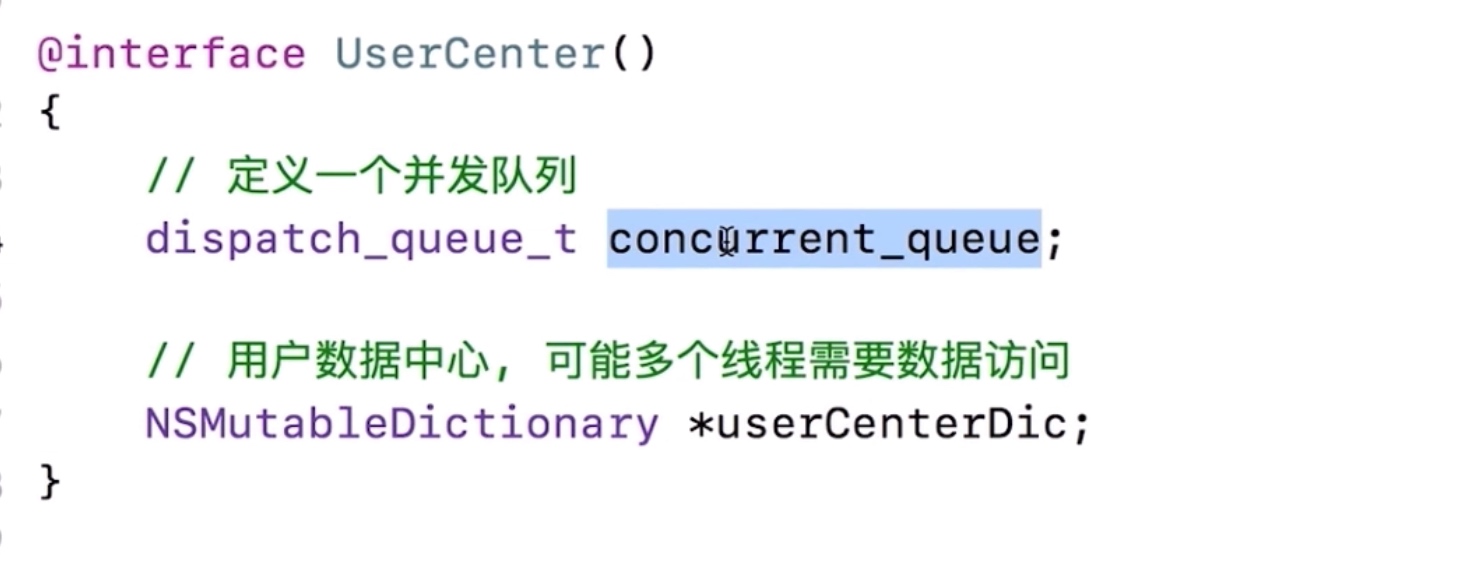 @interface UserCenter()
{
// 定义一个并发队列
dispatch_queue_t concurrent_queue;
// 用户数据中心, 可能多个线程需要数据访问
NSMutableDictionary *userCenterDic;
}